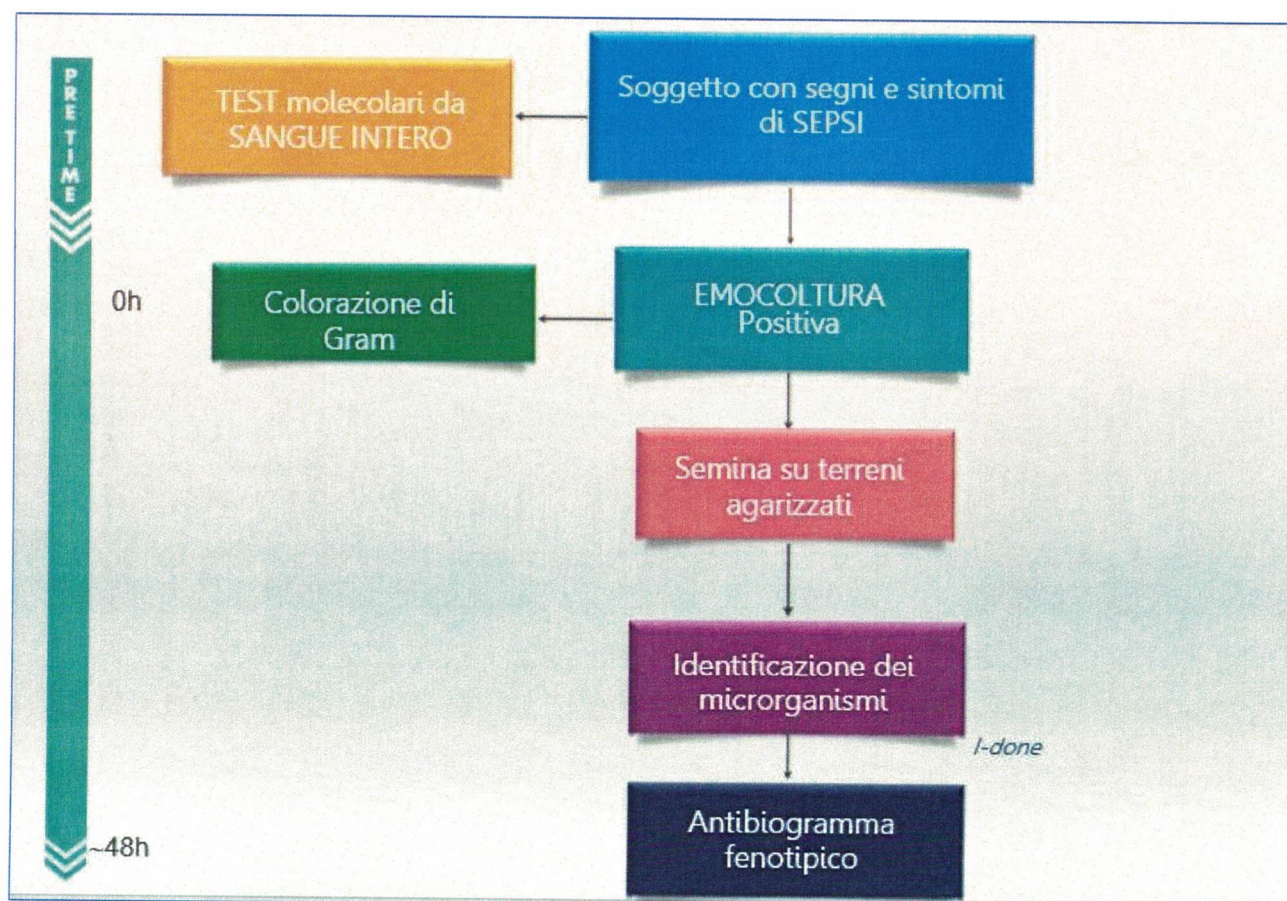 PRE TIME
TEST molecolari da
SANGUE INTERO
Soggetto con segni e sintomi
di SEPSI
0h
Colorazione di
Gram
EMOCOLTURA
Positiva
Semina su terreni
agarizzati
Identificazione dei
microrganismi
I-done
~48h
Antibiogramma
fenotipico